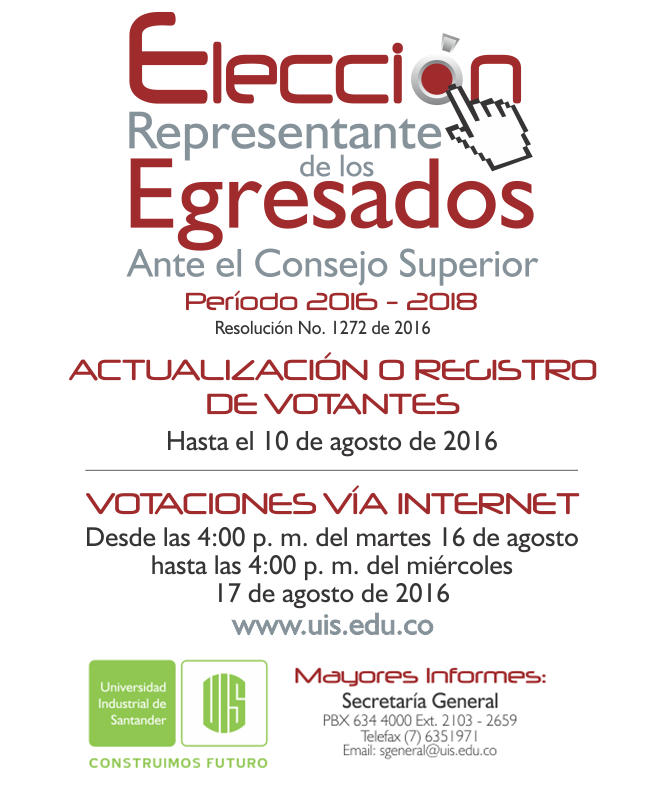 Elección
Representante
de los
Egresados
Ante el Consejo Superior
Período 2016 - 2018
Resolución No. 1272 de 2016
ACTUALIZACIÓN O REGISTRO
DE VOTANTES
Hasta el 10 de agosto de 2016
VOTACIONES VÍA INTERNET
Desde las 4:00 p. m. del martes 16 de agosto
hasta las 4:00 p. m. del miércoles
17 de agosto de 2016
www.uis.edu.co
Universidad
Industrial de
Santander
UIS
CONSTRUIMOS FUTURO
Mayores Informes:
Secretaría General
PBX 634 4000 Ext. 2103 - 2659
Telefax (7) 6351971
Email: sgeneral@uis.edu.co